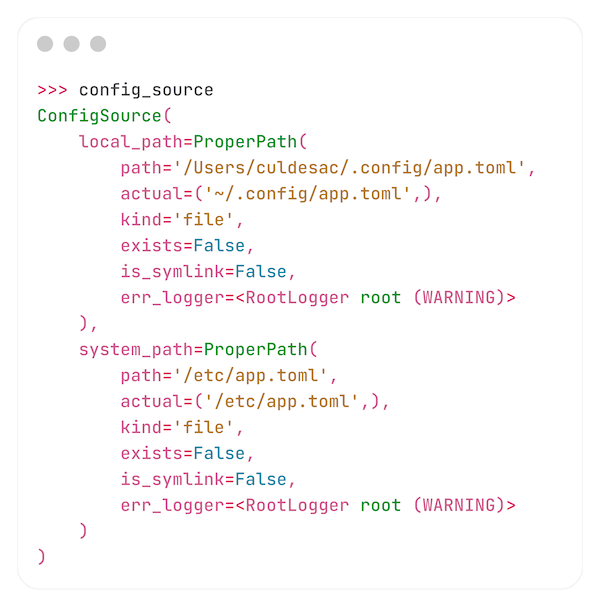 >>> config_source
ConfigSource(
    local_path=ProperPath(
        path='/Users/culdesac/.config/app.toml',
        actual=('~/.config/app.toml',),
        kind='file',
        exists=False,
        is_symlink=False,
        err_logger=<RootLogger root (WARNING)>
    ),
    system_path=ProperPath(
        path='/etc/app.toml',
        actual=('/etc/app.toml',),
        kind='file',
        exists=False,
        is_symlink=False,
        err_logger=<RootLogger root (WARNING)>
    )
)